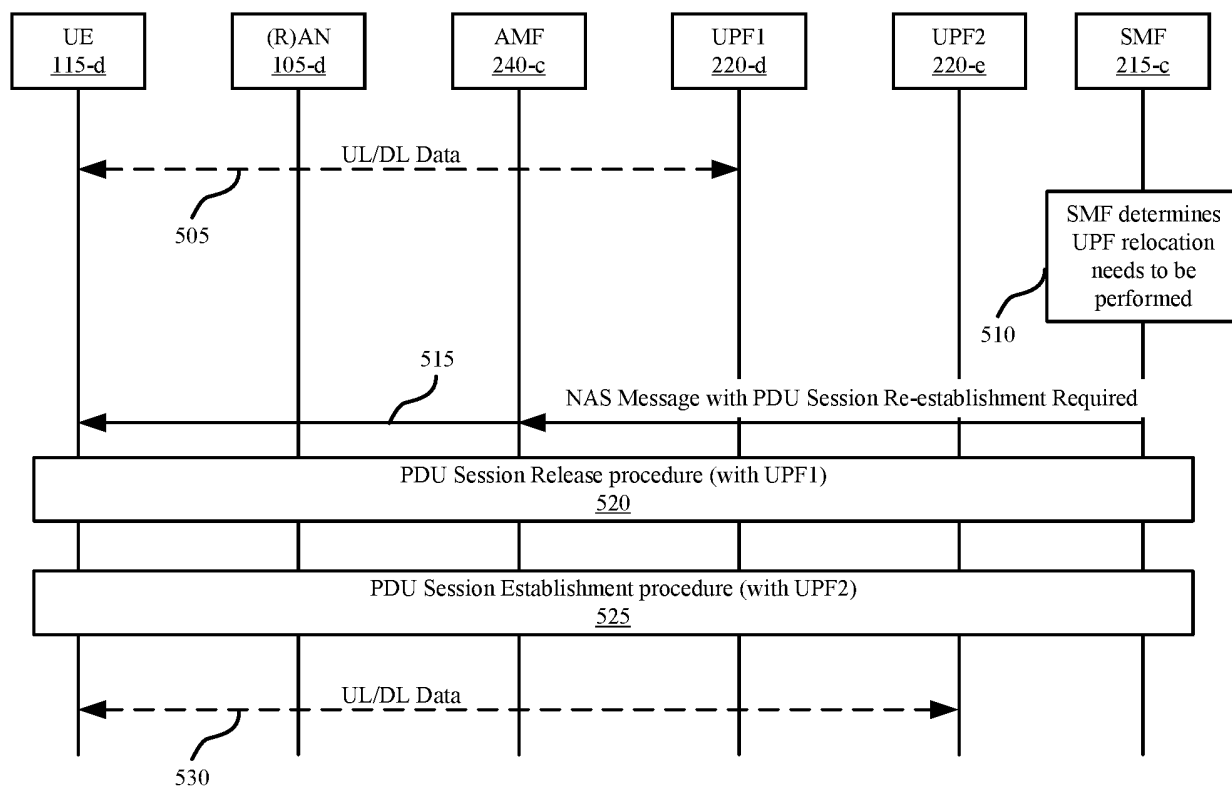 UE
115-d
(R)AN
105-d
AMF
240-c
UPF1
220-d
UPF2
220-e
SMF
215-c
UL/DL Data
505
SMF determines
UPF relocation
needs to be
performed
510
515
NAS Message with PDU Session Re-establishment Required
PDU Session Release procedure (with UPF1)
520
PDU Session Establishment procedure (with UPF2)
525
UL/DL Data
530